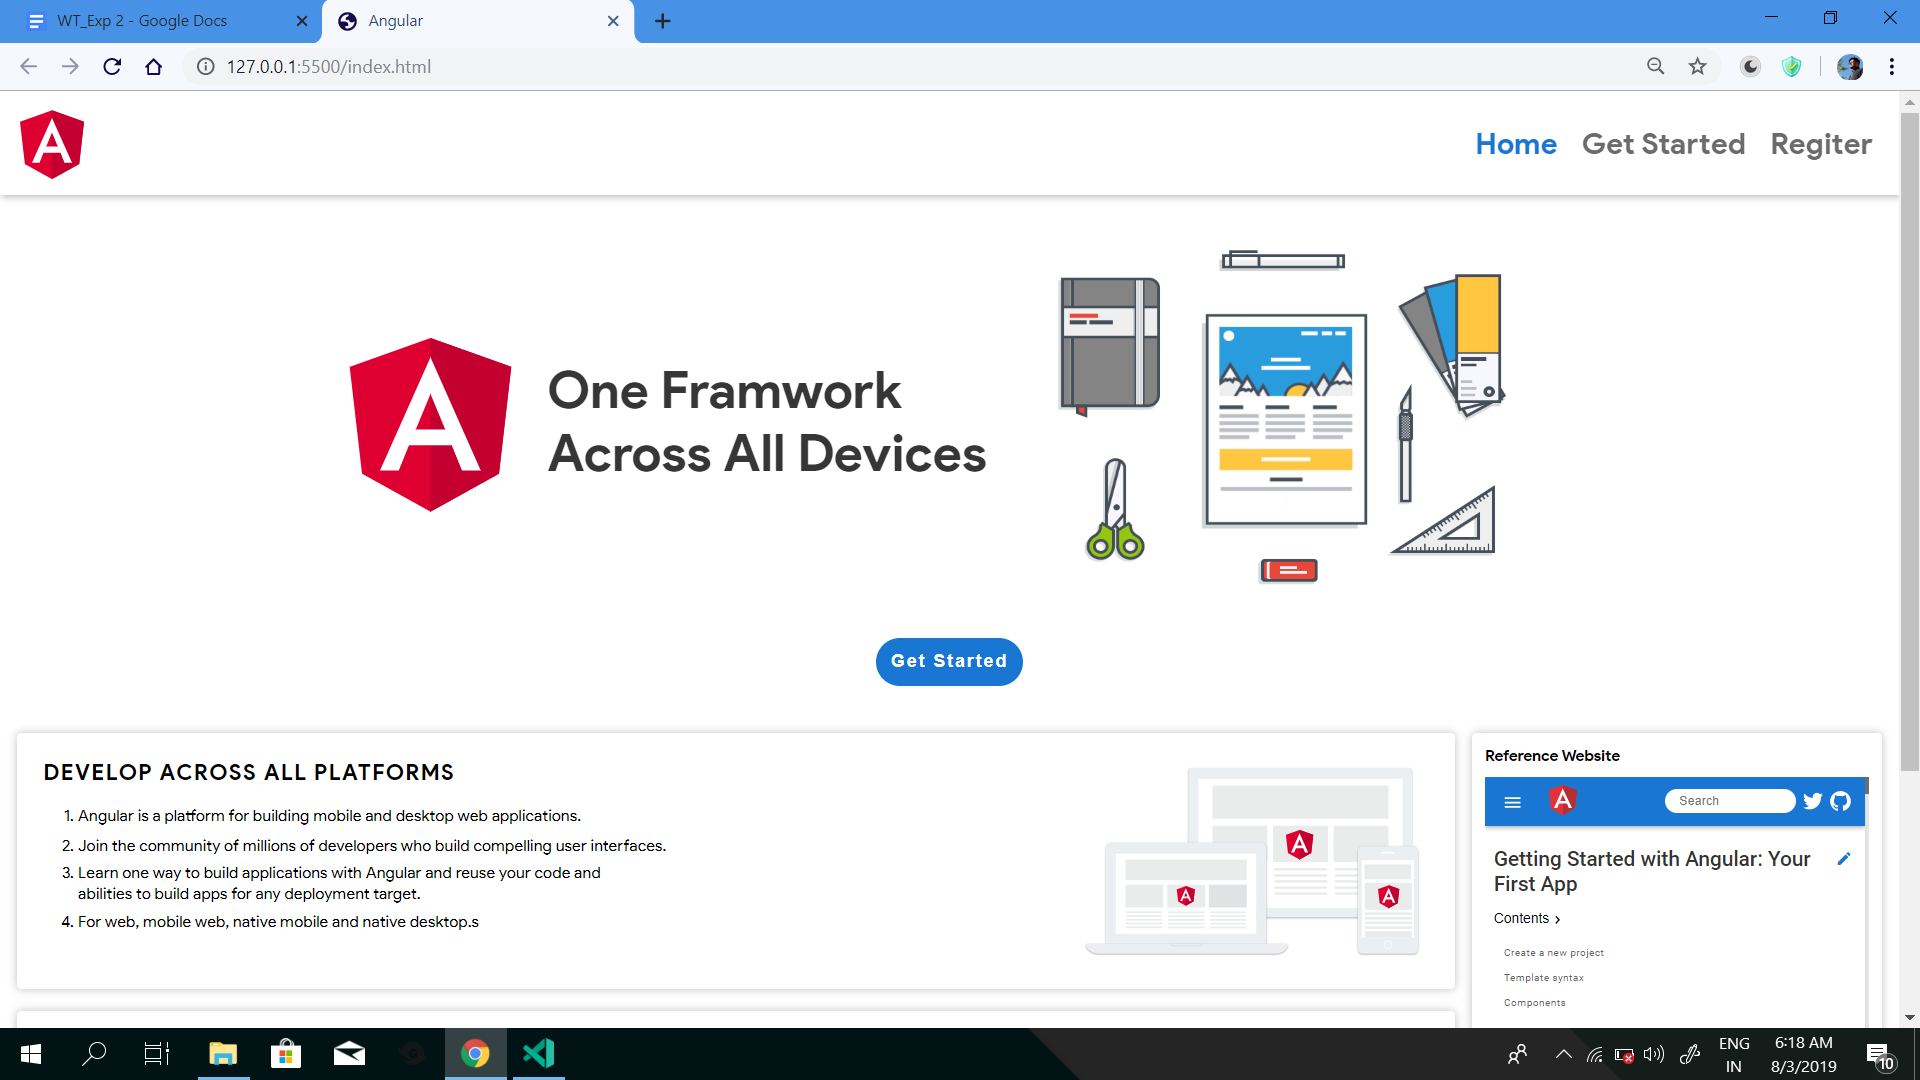 WT_Exp 2 - Google Docs
Angular
127.0.0.1:5500/index.html
Home Get Started Regiter
One Framwork
Across All Devices
Get Started
DEVELOP ACROSS ALL PLATFORMS
1. Angular is a platform for building mobile and desktop web applications.
2. Join the community of millions of developers who build compelling user interfaces.
3. Learn one way to build applications with Angular and reuse your code and
abilities to build apps for any deployment target.
4. For web, mobile web, native mobile and native desktop.s
Reference Website
Search
Getting Started with Angular: Your
First App
Contents
Create a new project
Template syntax
Components
ENG
IN
6:18 AM
8/3/2019
10